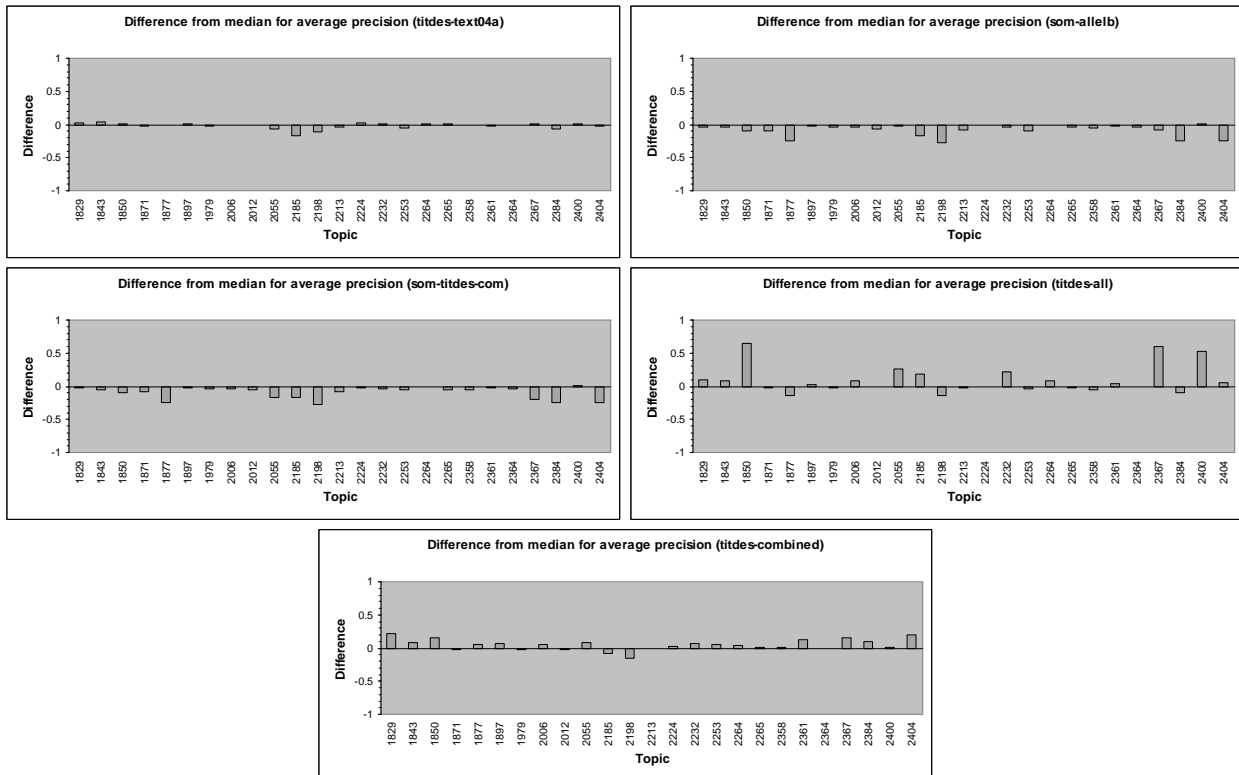 Difference from median for average precision (titdes-text04a)
1
0.5
0
-0.5
-1
Difference
1829 1843 1850 1871 1877 1897 1979 2006 2012 2055 2185 2198 2213 2224 2232 2253 2264 2265 2358 2361 2364 2367 2384 2400 2404
Topic
Difference from median for average precision (som-allelb)
1
0.5
0
-0.5
-1
Difference
1829 1843 1850 1871 1877 1897 1979 2006 2012 2055 2185 2198 2213 2224 2232 2253 2264 2265 2358 2361 2364 2367 2384 2400 2404
Topic
Difference from median for average precision (som-titdes-com)
1
0.5
0
-0.5
-1
Difference
1829 1843 1850 1871 1877 1897 1979 2006 2012 2055 2185 2198 2213 2224 2232 2253 2264 2265 2358 2361 2364 2367 2384 2400 2404
Topic
Difference from median for average precision (titdes-all)
1
0.5
0
-0.5
-1
Difference
1829 1843 1850 1871 1877 1897 1979 2006 2012 2055 2185 2198 2213 2224 2232 2253 2264 2265 2358 2361 2364 2367 2384 2400 2404
Topic
Difference from median for average precision (titdes-combined)
1
0.5
0
-0.5
-1
Difference
1829 1843 1850 1871 1877 1897 1979 2006 2012 2055 2185 2198 2213 2224 2232 2253 2264 2265 2358 2361 2364 2367 2384 2400 2404
Topic